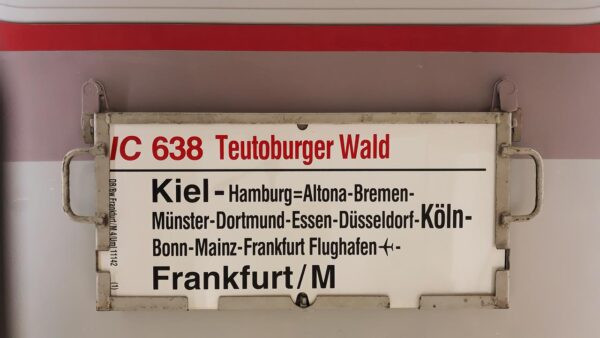 IC 638 Teutoburger Wald
Kiel-Hamburg=Altona-Bremen-
Münster-Dortmund-Essen-Düsseldorf-Köln-
Bonn-Mainz-Frankfurt Flughafen✈-
Frankfurt/M